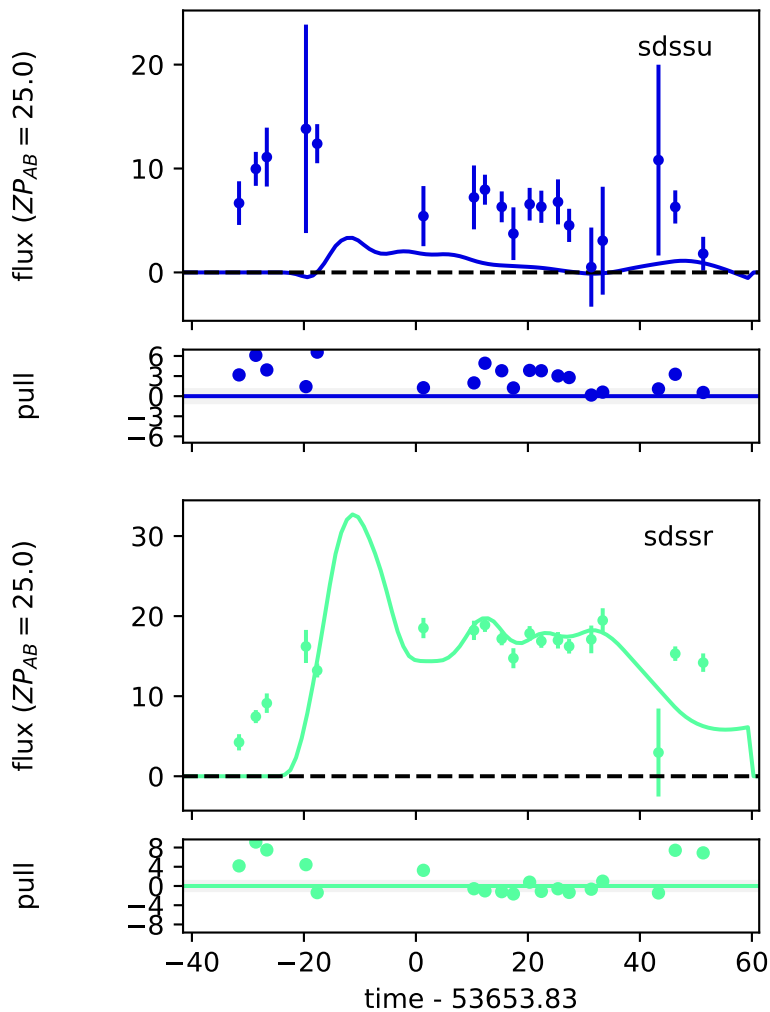 sdssu
flux (ZP_AB = 25.0)
20
10
0
pull
6
3
0
−3
−6
sdssr
flux (ZP_AB = 25.0)
30
20
10
0
pull
8
4
0
−4
−8
−40 −20 0 20 40 60
time - 53653.83